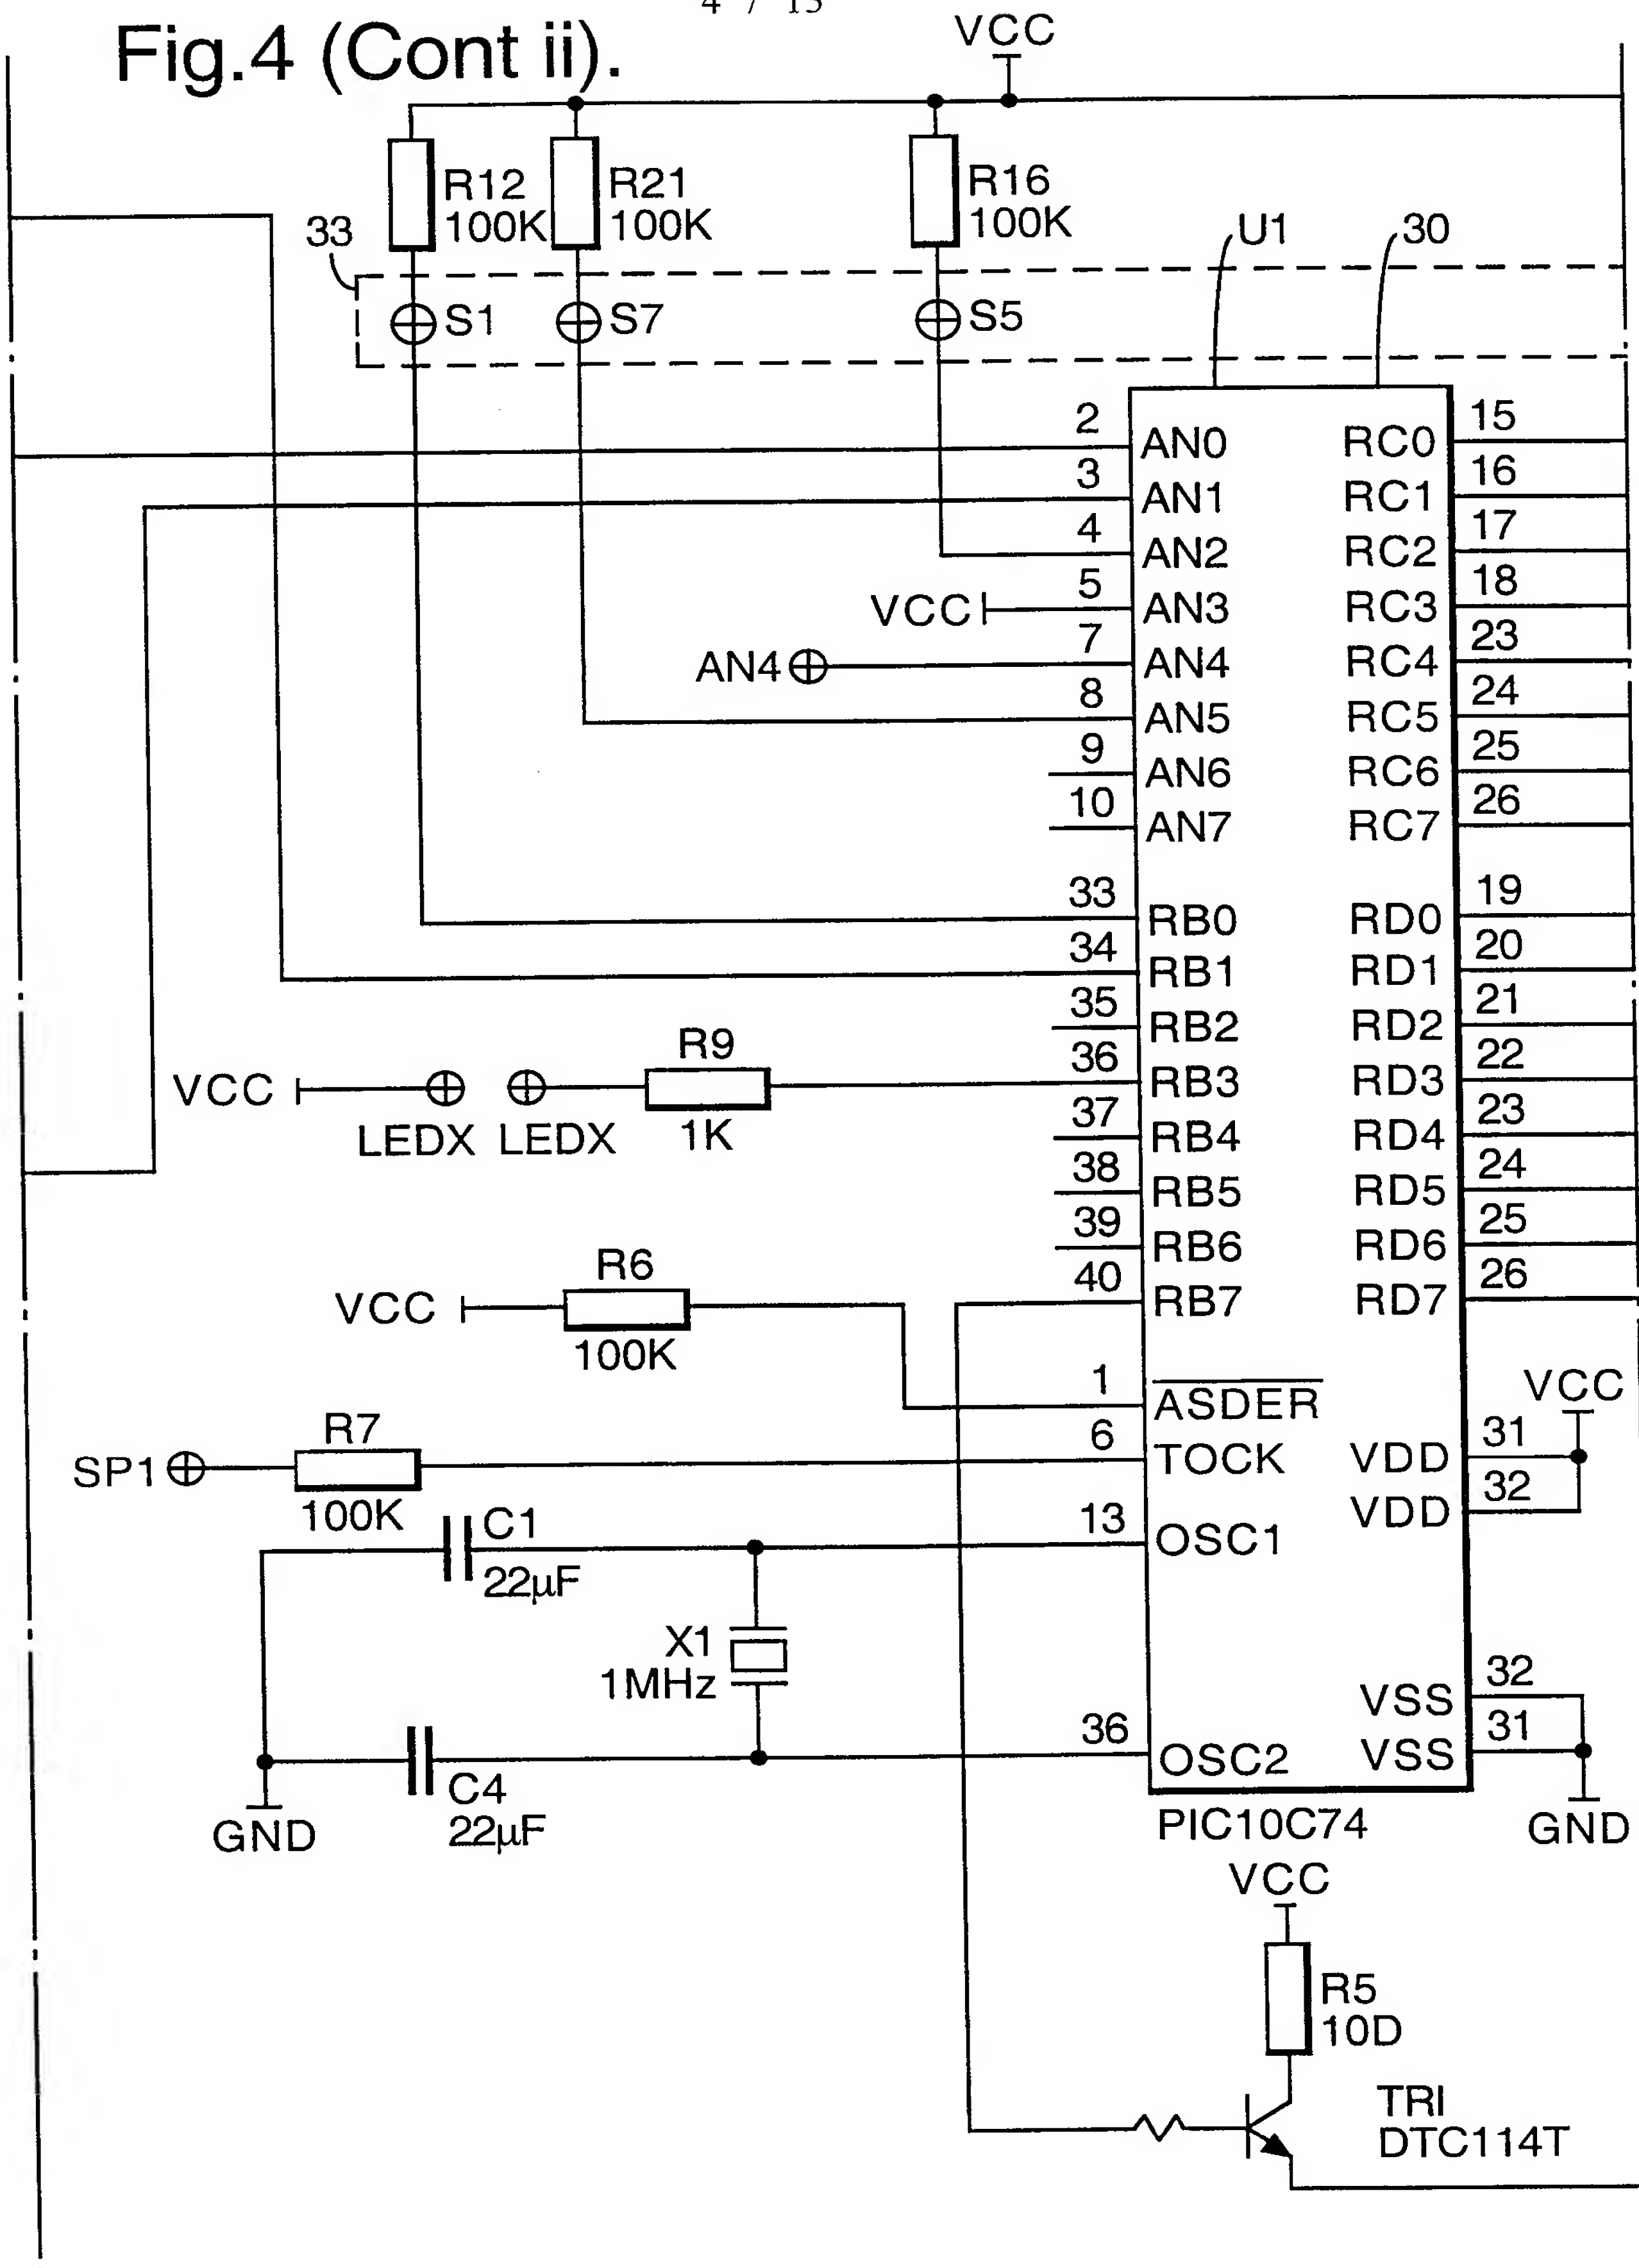 4 / 13
Fig.4 (Cont ii).
VCC
R12
100K
R21
100K
R16
100K
33
U1
30
S1
S7
S5
2
AN0
RC0
15
3
AN1
RC1
16
4
AN2
RC2
17
VCC
5
AN3
RC3
18
AN4
7
AN4
RC4
23
8
AN5
RC5
24
9
AN6
RC6
25
10
AN7
RC7
26
33
RB0
RD0
19
34
RB1
RD1
20
35
RB2
RD2
21
R9
VCC
36
RB3
RD3
22
LEDX
LEDX
1K
37
RB4
RD4
23
38
RB5
RD5
24
39
RB6
RD6
25
R6
VCC
100K
40
RB7
RD7
26
1
ASDER
VCC
R7
SP1
100K
6
TOCK
VDD
31
VDD
32
C1
22µF
13
OSC1
X1
1MHz
VSS
32
36
OSC2
VSS
31
C4
22µF
GND
PIC10C74
GND
VCC
R5
10D
TRI
DTC114T